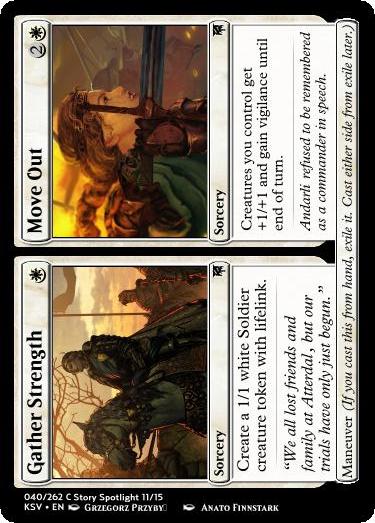 Gather Strength
Sorcery
Create a 1/1 white Soldier
creature token with lifelink.
"We all lost friends and
family at Atterdal, but our
trials have only just begun."
Move Out
2
Sorcery
Creatures you control get
+1/+1 and gain vigilance until
end of turn.
Andarli refused to be remembered
as a commander in speech.
Maneuver (If you cast this from hand, exile it. Cast either side from exile later.)
040/262 C Story Spotlight 11/15
KSV • EN Grzegorz Przyby Anato Finnstark